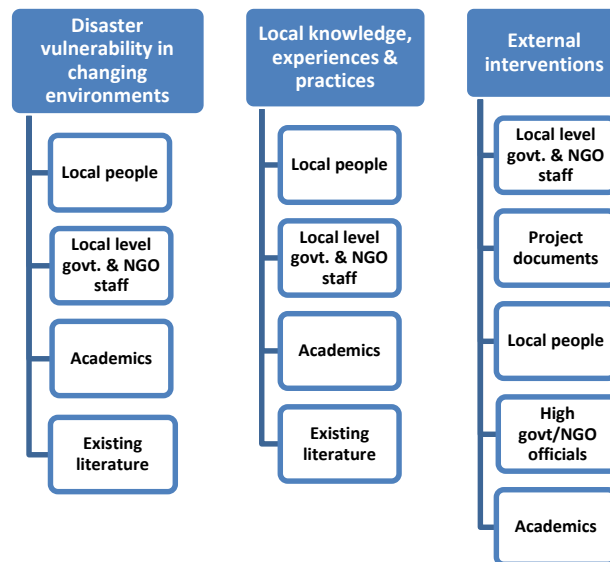 Disaster
vulnerability in
changing
environments
Local people
Local level
govt. & NGO
staff
Academics
Existing
literature
Local knowledge,
experiences &
practices
Local people
Local level
govt. & NGO
staff
Academics
Existing
literature
External
interventions
Local level
govt. & NGO
staff
Project
documents
Local people
High
govt/NGO
officials
Academics